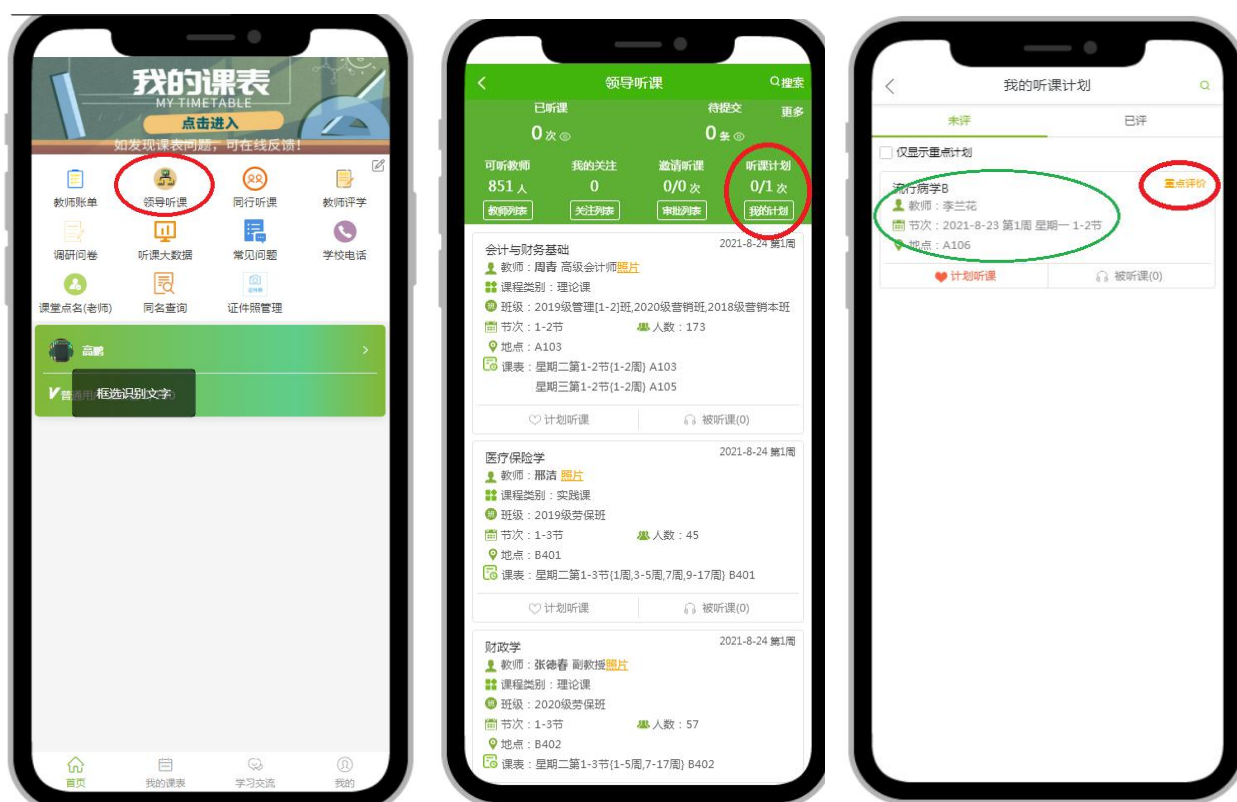 我的课表
MY TIMETABLE
点击进入
如发现课表问题，可在线反馈！
教师账单 领导听课 同行听课 教师评学
调研问卷 听课大数据 常见问题 学校电话
课堂点名(老师) 同名查询 证件照管理
高鹏
框选识别文字
首页 我的课表 学习交流 我的
领导听课 搜索
已听课 待提交 更多
0次 0条
可听教师 我的关注 邀请听课 听课计划
851人 0 0/0次 0/1次
教师列表 关注列表 审批列表 我的计划
会计与财务基础 2021-8-24 第1周
教师：周青 高级会计师照片
课程类别：理论课
班级：2019级管理[1-2]班,2020级营销班,2018级营销本班
节次：1-2节 人数：173
地点：A103
课表：星期二第1-2节{1-2周} A103
星期三第1-2节{1-2周} A105
计划听课 被听课(0)
医疗保险学 2021-8-24 第1周
教师：邢洁 照片
课程类别：实践课
班级：2019级劳保班
节次：1-3节 人数：45
地点：B401
课表：星期二第1-3节{1周,3-5周,7周,9-17周} B401
计划听课 被听课(0)
财政学 2021-8-24 第1周
教师：张德春 副教授照片
课程类别：理论课
班级：2020级劳保班
节次：1-3节 人数：57
地点：B402
课表：星期二第1-3节{1-5周,7-17周} B402
我的听课计划
未评 已评
仅显示重点计划
流行病学B 重点评价
教师：李兰花
节次：2021-8-23 第1周 星期一 1-2节
地点：A106
计划听课 被听课(0)